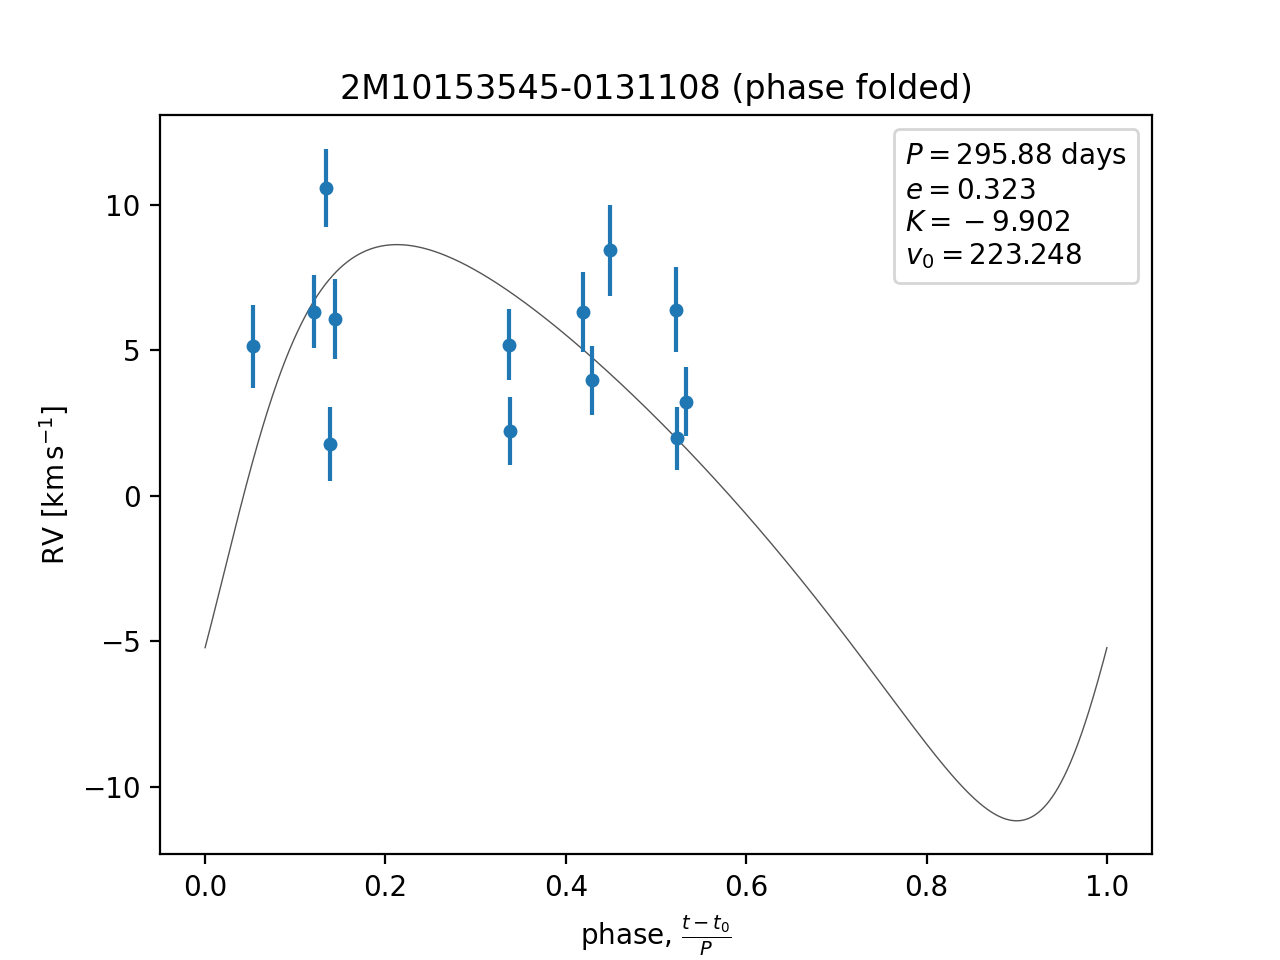 2M10153545-0131108 (phase folded)
P = 295.88 days
e = 0.323
K = −9.902
v₀ = 223.248
RV [km s⁻¹]
10
5
0
−5
−10
0.0 0.2 0.4 0.6 0.8 1.0
phase, (t − t₀)/P